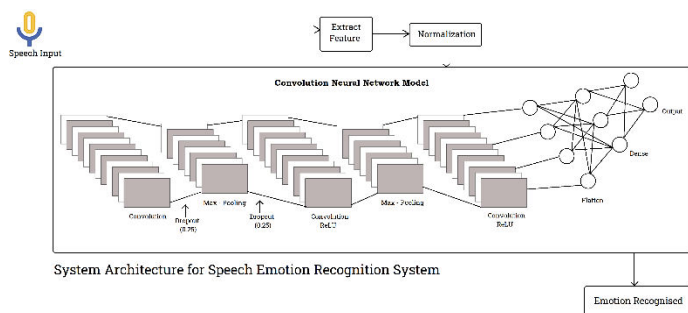 Speech Input
Extract
Feature
Normalization
Convolution Neural Network Model
Output
Dense
Flatten
Convolution
Dropout
(0.25)
Max - Pooling
Dropout
(0.25)
Convolution
ReLU
Max - Pooling
Convolution
ReLU
System Architecture for Speech Emotion Recognition System
Emotion Recognised